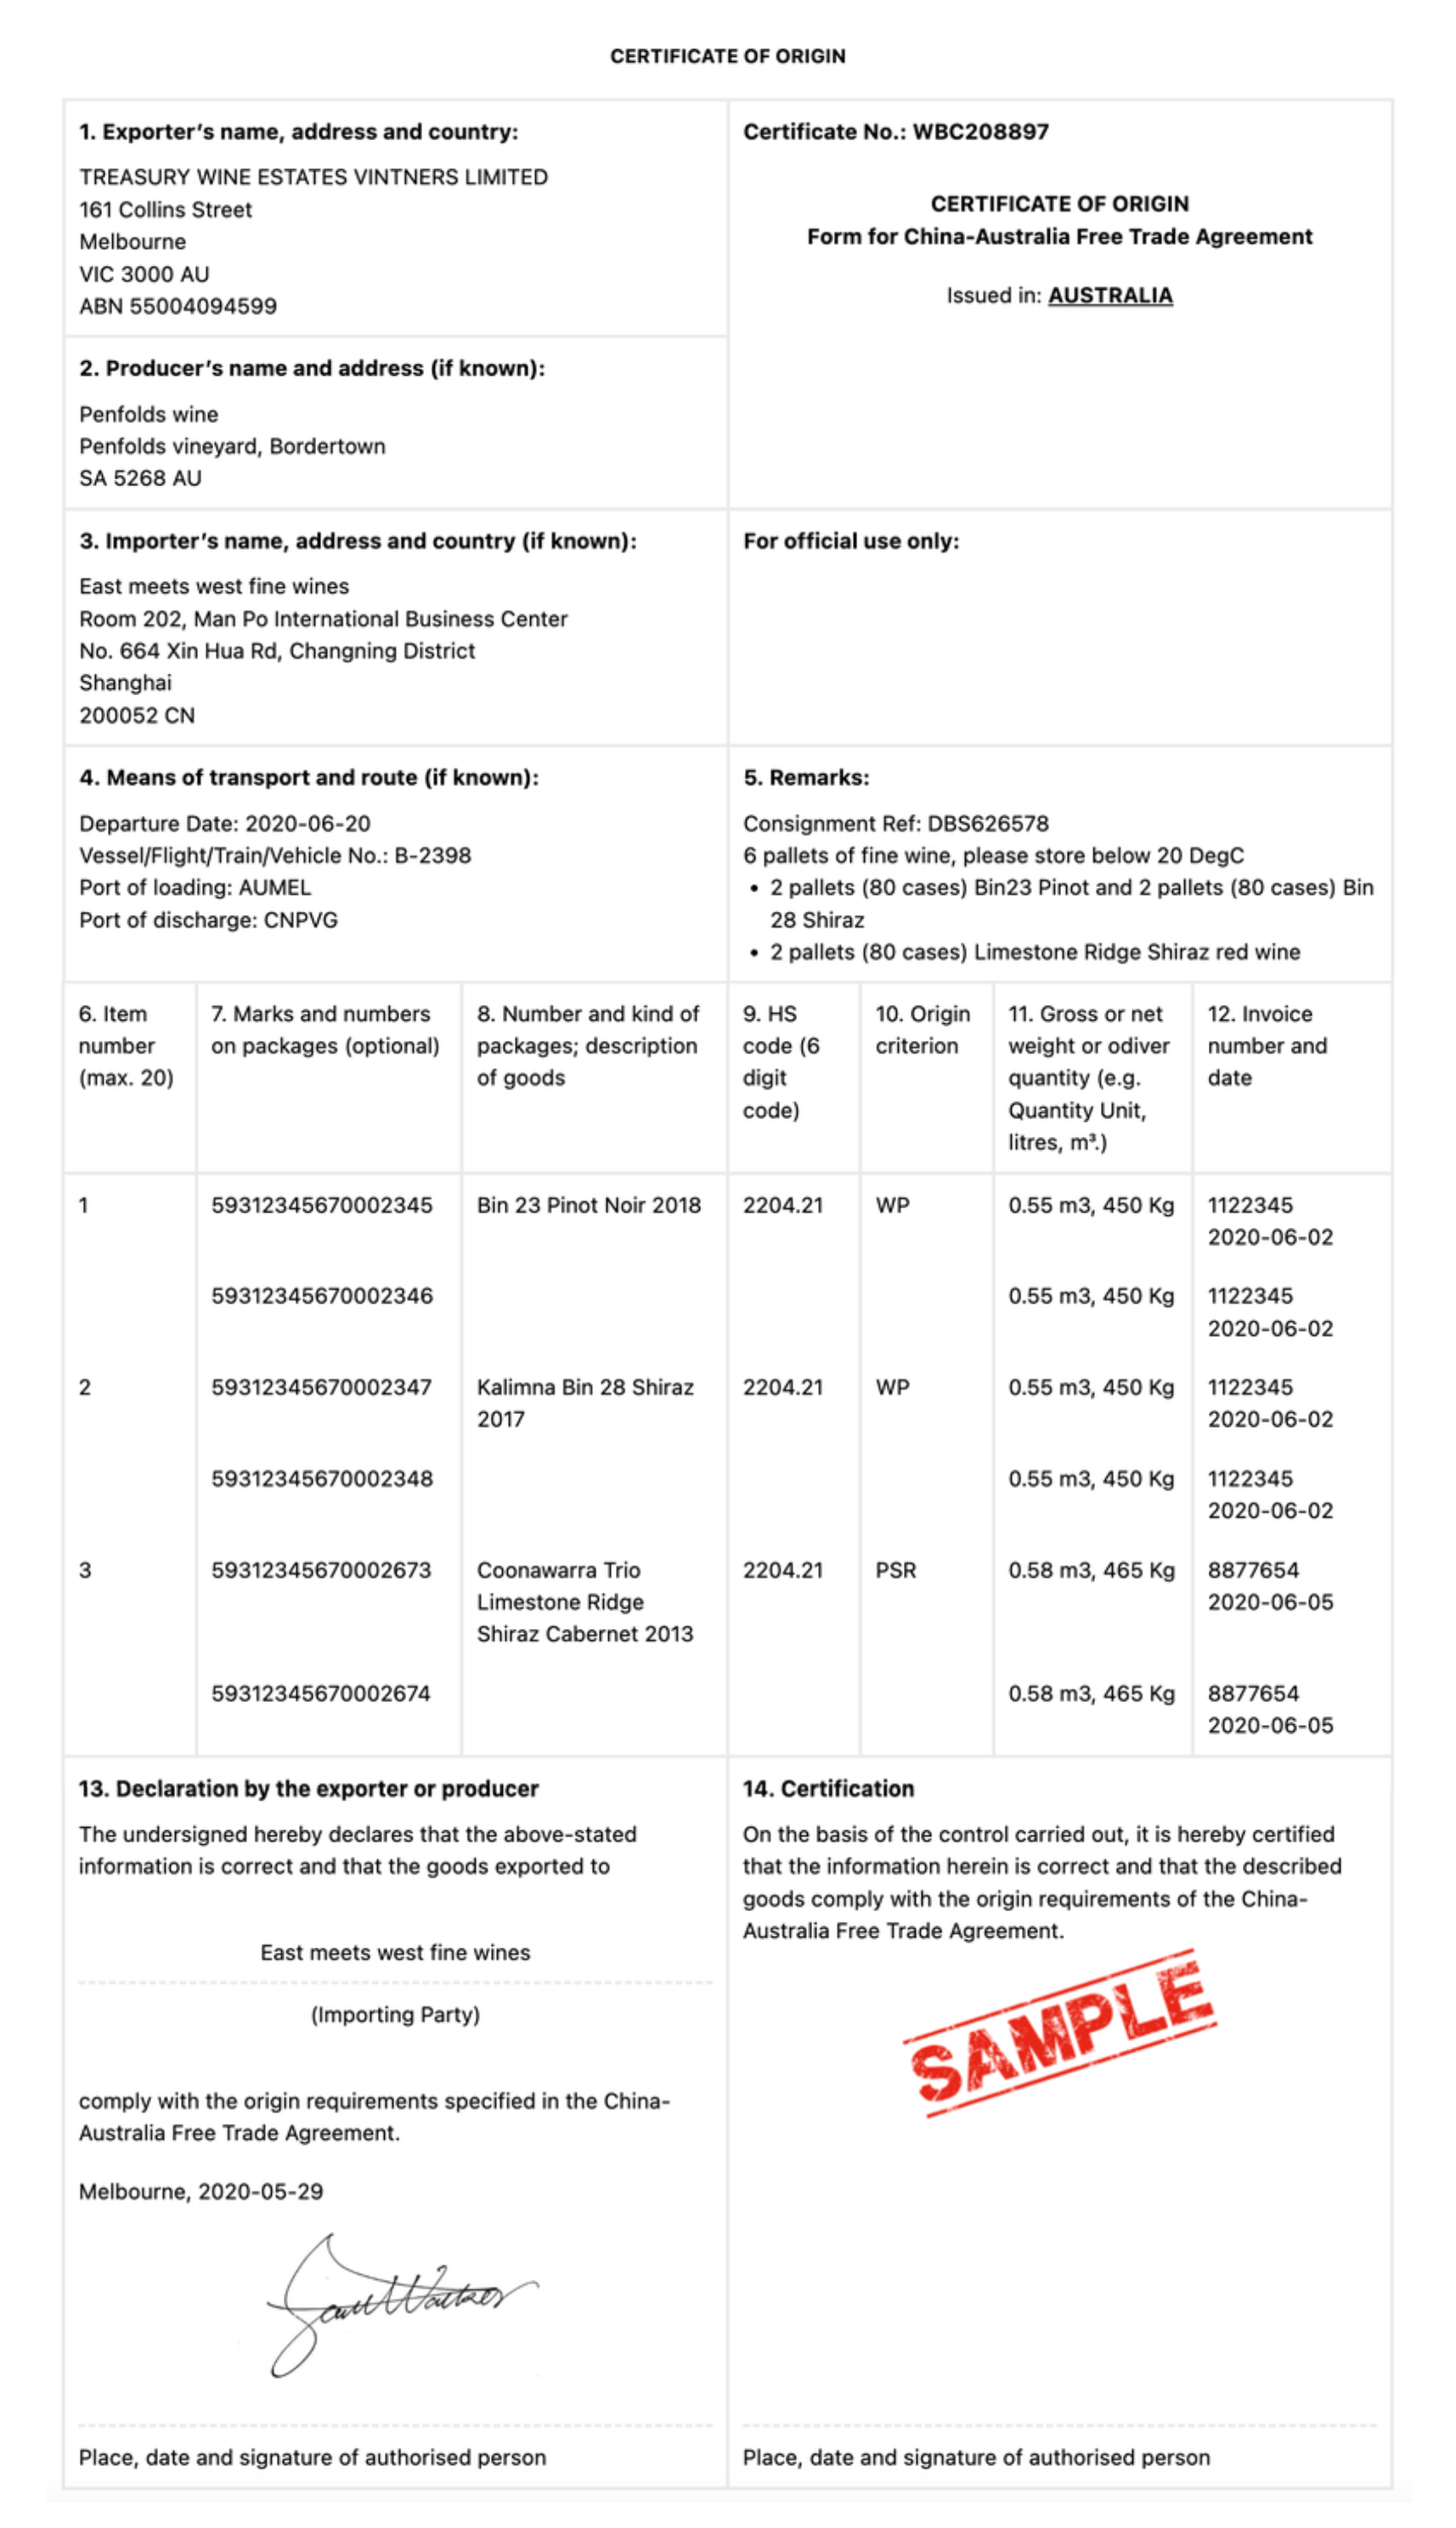 CERTIFICATE OF ORIGIN
1. Exporter's name, address and country:
TREASURY WINE ESTATES VINTNERS LIMITED
161 Collins Street
Melbourne
VIC 3000 AU
ABN 55004094599
Certificate No.: WBC208897
CERTIFICATE OF ORIGIN
Form for China-Australia Free Trade Agreement
Issued in: AUSTRALIA
2. Producer's name and address (if known):
Penfolds wine
Penfolds vineyard, Bordertown
SA 5268 AU
3. Importer's name, address and country (if known):
East meets west fine wines
Room 202, Man Po International Business Center
No. 664 Xin Hua Rd, Changning District
Shanghai
200052 CN
For official use only:
4. Means of transport and route (if known):
Departure Date: 2020-06-20
Vessel/Flight/Train/Vehicle No.: B-2398
Port of loading: AUMEL
Port of discharge: CNPVG
5. Remarks:
Consignment Ref: DBS626578
6 pallets of fine wine, please store below 20 DegC
• 2 pallets (80 cases) Bin23 Pinot and 2 pallets (80 cases) Bin
28 Shiraz
• 2 pallets (80 cases) Limestone Ridge Shiraz red wine
6. Item
number
(max. 20)
7. Marks and numbers
on packages (optional)
8. Number and kind of
packages; description
of goods
9. HS
code (6
digit
code)
10. Origin
criterion
11. Gross or net
weight or odiver
quantity (e.g.
Quantity Unit,
litres, m³.)
12. Invoice
number and
date
1 59312345670002345 Bin 23 Pinot Noir 2018 2204.21 WP 0.55 m3, 450 Kg 1122345
2020-06-02
59312345670002346 0.55 m3, 450 Kg 1122345
2020-06-02
2 59312345670002347 Kalimna Bin 28 Shiraz 2204.21 WP 0.55 m3, 450 Kg 1122345
2017 2020-06-02
59312345670002348 0.55 m3, 450 Kg 1122345
2020-06-02
3 59312345670002673 Coonawarra Trio 2204.21 PSR 0.58 m3, 465 Kg 8877654
Limestone Ridge 2020-06-05
Shiraz Cabernet 2013
59312345670002674 0.58 m3, 465 Kg 8877654
2020-06-05
13. Declaration by the exporter or producer
The undersigned hereby declares that the above-stated
information is correct and that the goods exported to
East meets west fine wines
(Importing Party)
comply with the origin requirements specified in the China-
Australia Free Trade Agreement.
Melbourne, 2020-05-29
Place, date and signature of authorised person
14. Certification
On the basis of the control carried out, it is hereby certified
that the information herein is correct and that the described
goods comply with the origin requirements of the China-
Australia Free Trade Agreement.
SAMPLE
Place, date and signature of authorised person